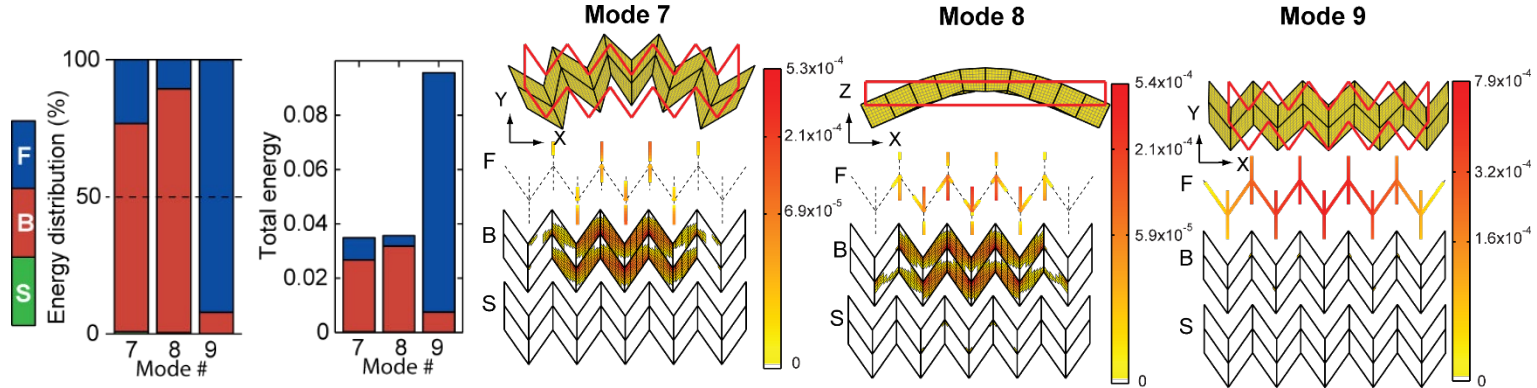 F
B
S
Energy distribution (%)
100
50
0
7 8 9
Mode #
Total energy
0.08
0.06
0.04
0.02
0
7 8 9
Mode #
Mode 7
Y
X
F
B
S
5.3x10⁻⁴
2.1x10⁻⁴
6.9x10⁻⁵
0
Mode 8
Z
X
F
B
S
5.4x10⁻⁴
2.1x10⁻⁴
5.9x10⁻⁵
0
Mode 9
Y
X
F
B
S
7.9x10⁻⁴
3.2x10⁻⁴
1.6x10⁻⁴
0